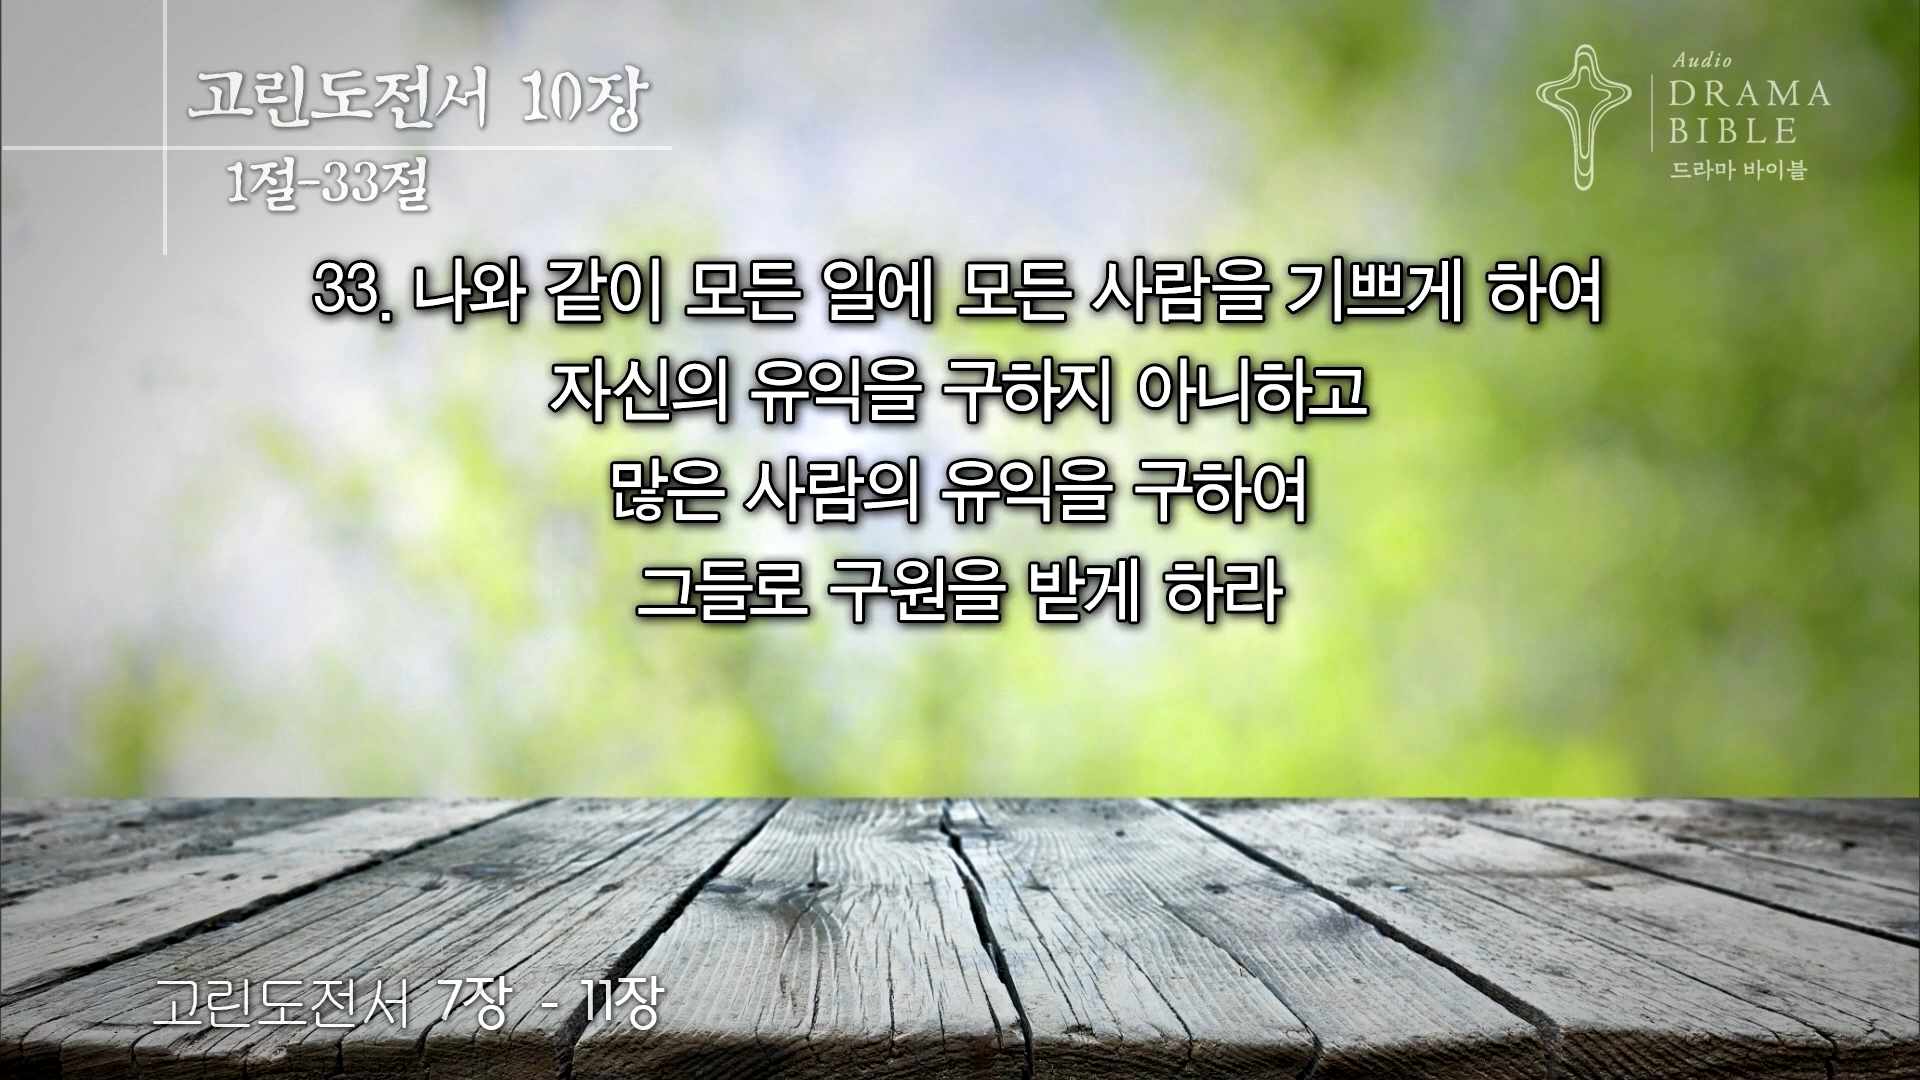 고린도전서 10장
1절-33절
Audio
DRAMA
BIBLE
드라마 바이블
33. 나와 같이 모든 일에 모든 사람을 기쁘게 하여
자신의 유익을 구하지 아니하고
많은 사람의 유익을 구하여
그들로 구원을 받게 하라
고린도전서 7장 - 11장